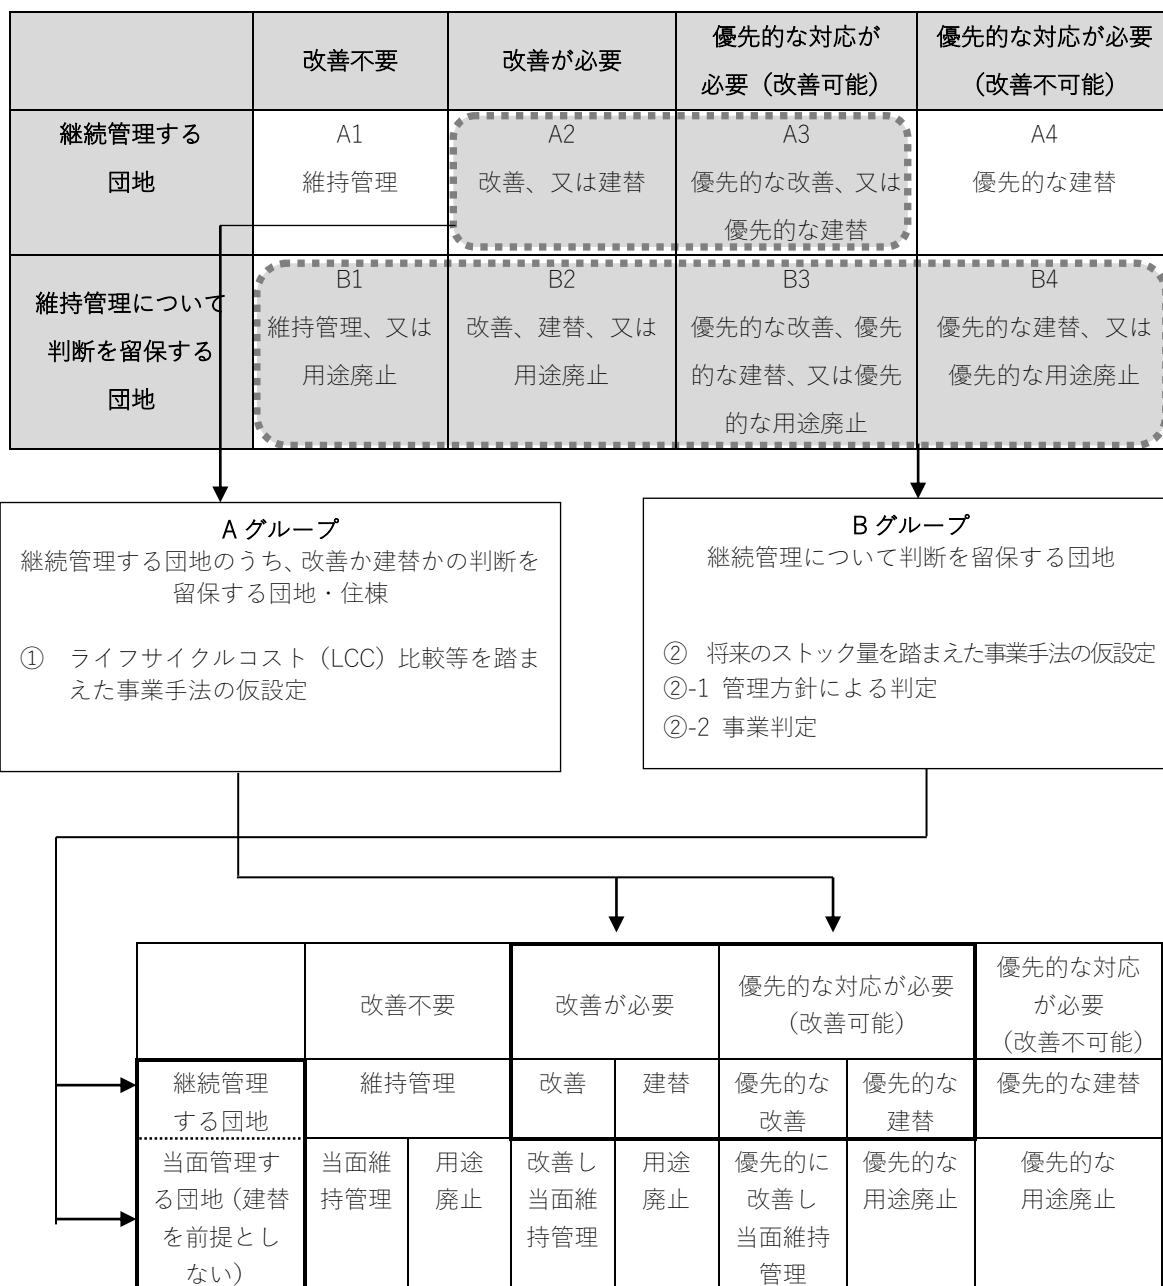 改善不要
改善が必要
優先的な対応が
必要（改善可能）
優先的な対応が必要
（改善不可能）
継続管理する
団地
A1
維持管理
A2
改善、又は建替
A3
優先的な改善、又は
優先的な建替
A4
優先的な建替
維持管理について
判断を留保する
団地
B1
維持管理、又は
用途廃止
B2
改善、建替、又は
用途廃止
B3
優先的な改善、優先
的な建替、又は優先
的な用途廃止
B4
優先的な建替、又は
優先的な用途廃止
A グループ
継続管理する団地のうち、改善か建替かの判断を
留保する団地・住棟
① ライフサイクルコスト（LCC）比較等を踏ま
えた事業手法の仮設定
B グループ
継続管理について判断を留保する団地
② 将来のストック量を踏まえた事業手法の仮設定
②-1 管理方針による判定
②-2 事業判定
改善不要
改善が必要
優先的な対応が必要
（改善可能）
優先的な対応
が必要
（改善不可能）
継続管理
する団地
維持管理
改善
建替
優先的な
改善
優先的な
建替
優先的な建替
当面管理す
る団地（建替
を前提とし
ない）
当面維
持管理
用途
廃止
改善し
当面維
持管理
用途
廃止
優先的に
改善し
当面維持
管理
優先的な
用途廃止
優先的な
用途廃止